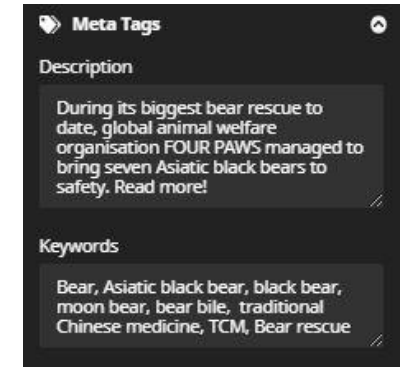 Meta Tags
Description
During its biggest bear rescue to
date, global animal welfare
organisation FOUR PAWS managed to
bring seven Asiatic black bears to
safety. Read more!
Keywords
Bear, Asiatic black bear, black bear,
moon bear, bear bile,  traditional
Chinese medicine, TCM, Bear rescue